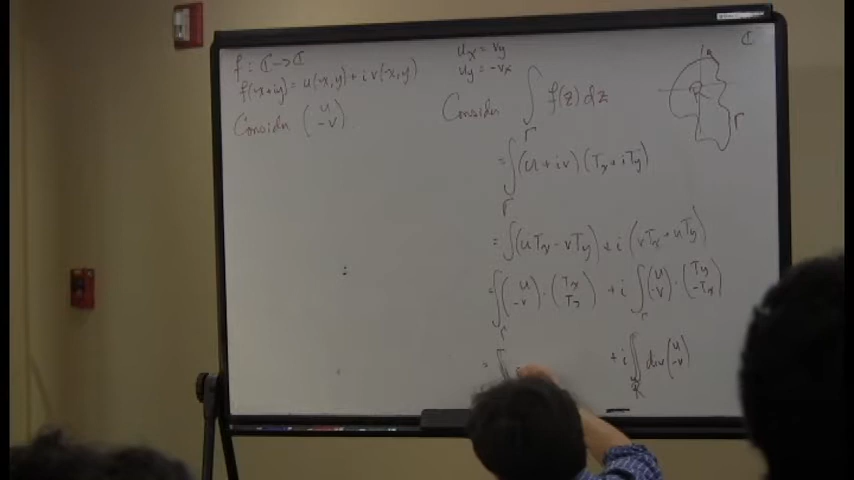 f : ℂ → ℂ
f(x+iy) = u(x,y) + i v(x,y)
Consider (u / -v)
u_x = v_y
u_y = -v_x
Consider ∫_Γ f(z) dz
= ∫_Γ (u + iv)(T_x + iT_y)
= ∫ (uT_x - vT_y) + i (vT_x + uT_y)
= ∫_Γ (u / -v) · (T_x / T_y) + i ∫_Γ (u / -v) · (T_y / -T_x)
= ∬ + i ∬_R div (u / -v)
ℂ
Γ